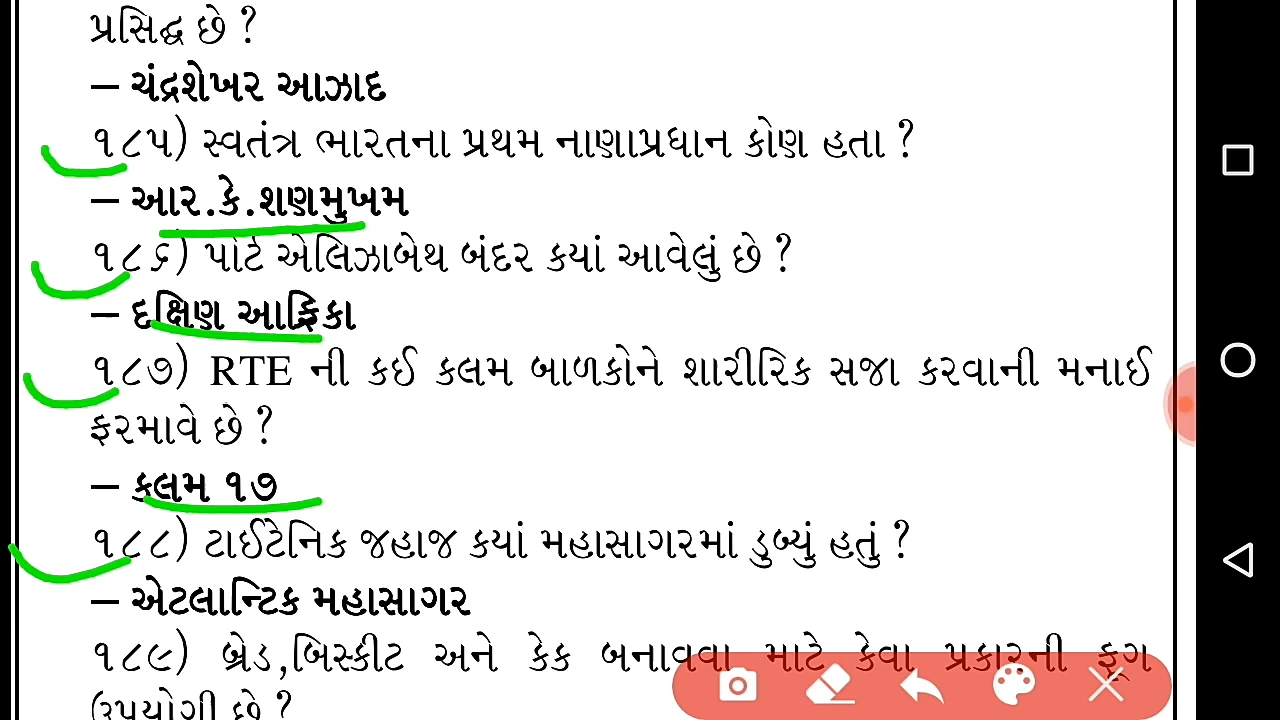 પ્રસિદ્ધ છે ?
– ચંદ્રશેખર આઝાદ
૧૮૫) સ્વતંત્ર ભારતના પ્રથમ નાણાપ્રધાન કોણ હતા ?
– આર.કે.શણમુખમ
૧૮૬) પોર્ટ એલિઝાબેથ બંદર કયાં આવેલું છે ?
– દક્ષિણ આફ્રિકા
૧૮૭) RTE ની કઈ કલમ બાળકોને શારીરિક સજા કરવાની મનાઈ
ફરમાવે છે ?
– કલમ ૧૭
૧૮૮) ટાઈટેનિક જહાજ કયાં મહાસાગરમાં ડુબ્યું હતું ?
– એટલાન્ટિક મહાસાગર
૧૮૯) બ્રેડ,બિસ્કીટ અને કેક બનાવવા માટે કેવા પ્રકારની ફૂગ
ઉપયોગી છે ?